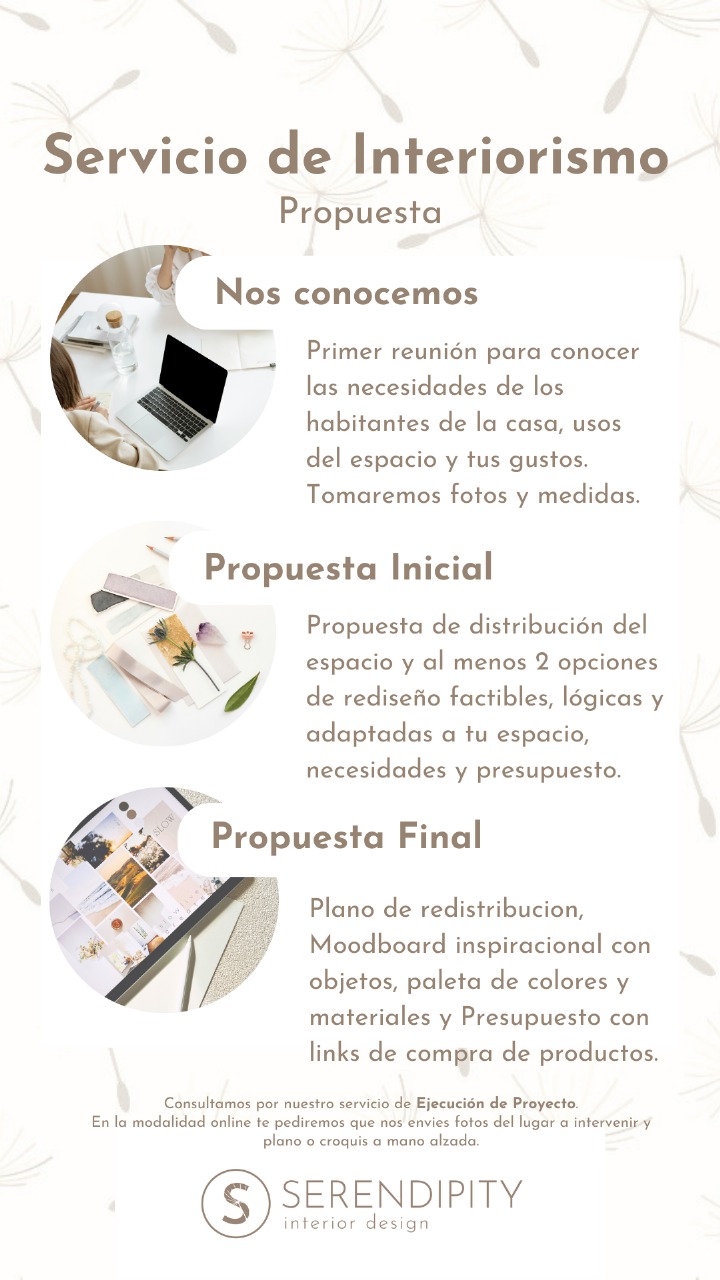 Servicio de Interiorismo
Propuesta
Nos conocemos
Primer reunión para conocer
las necesidades de los
habitantes de la casa, usos
del espacio y tus gustos.
Tomaremos fotos y medidas.
Propuesta Inicial
Propuesta de distribución del
espacio y al menos 2 opciones
de rediseño factibles, lógicas y
adaptadas a tu espacio,
necesidades y presupuesto.
SLOW
Propuesta Final
Plano de redistribucion,
Moodboard inspiracional con
objetos, paleta de colores y
materiales y Presupuesto con
links de compra de productos.
Consultamos por nuestro servicio de Ejecución de Proyecto.
En la modalidad online te pediremos que nos envies fotos del lugar a intervenir y
plano o croquis a mano alzada.
S SERENDIPITY
interior design